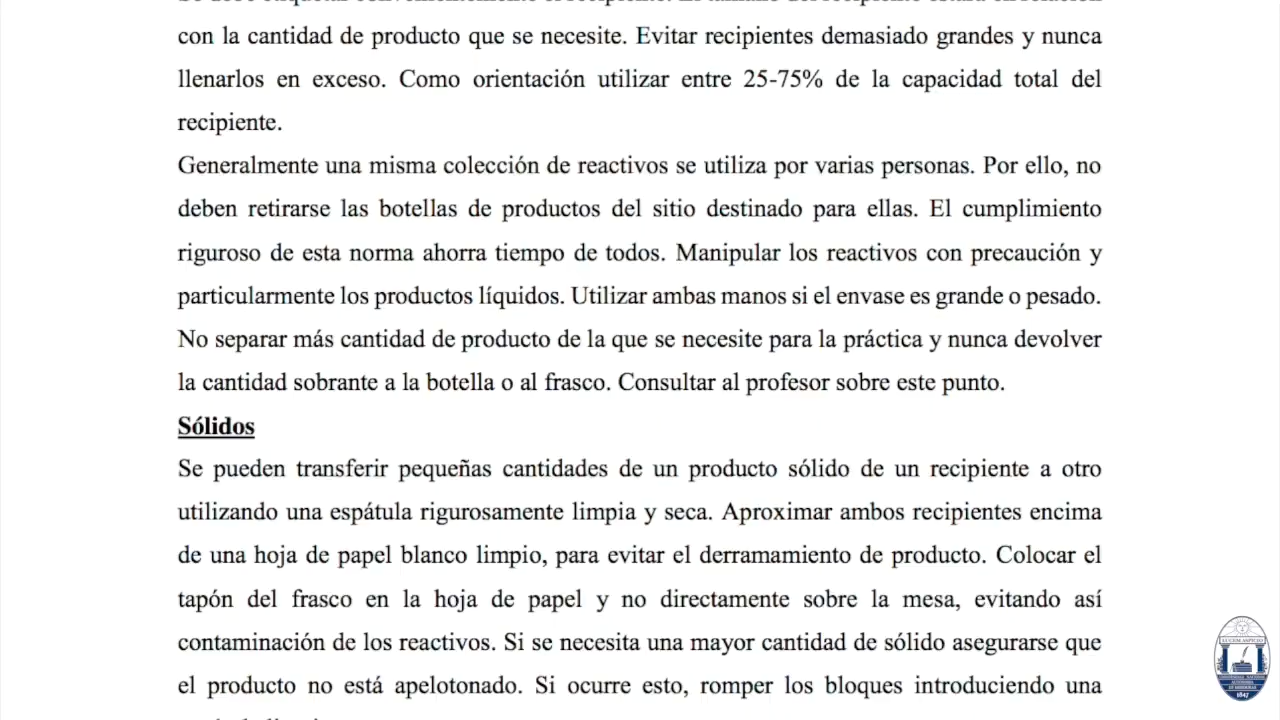 con la cantidad de producto que se necesite. Evitar recipientes demasiado grandes y nunca
llenarlos en exceso. Como orientación utilizar entre 25-75% de la capacidad total del
recipiente.
Generalmente una misma colección de reactivos se utiliza por varias personas. Por ello, no
deben retirarse las botellas de productos del sitio destinado para ellas. El cumplimiento
riguroso de esta norma ahorra tiempo de todos. Manipular los reactivos con precaución y
particularmente los productos líquidos. Utilizar ambas manos si el envase es grande o pesado.
No separar más cantidad de producto de la que se necesite para la práctica y nunca devolver
la cantidad sobrante a la botella o al frasco. Consultar al profesor sobre este punto.
Sólidos
Se pueden transferir pequeñas cantidades de un producto sólido de un recipiente a otro
utilizando una espátula rigurosamente limpia y seca. Aproximar ambos recipientes encima
de una hoja de papel blanco limpio, para evitar el derramamiento de producto. Colocar el
tapón del frasco en la hoja de papel y no directamente sobre la mesa, evitando así
contaminación de los reactivos. Si se necesita una mayor cantidad de sólido asegurarse que
el producto no está apelotonado. Si ocurre esto, romper los bloques introduciendo una
LUCEM ASPICIO
UNIVERSIDAD NACIONAL
AUTONOMA
DE HONDURAS
1847